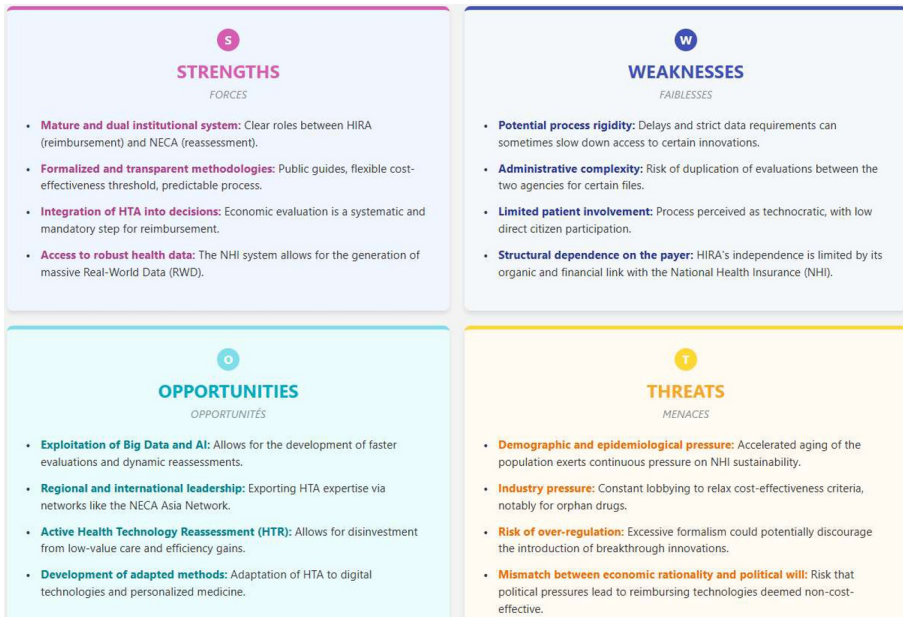 S
STRENGTHS
FORCES
• Mature and dual institutional system: Clear roles between HIRA
(reimbursement) and NECA (reassessment).
• Formalized and transparent methodologies: Public guides, flexible cost-
effectiveness threshold, predictable process.
• Integration of HTA into decisions: Economic evaluation is a systematic and
mandatory step for reimbursement.
• Access to robust health data: The NHI system allows for the generation of
massive Real-World Data (RWD).
W
WEAKNESSES
FAIBLESSES
• Potential process rigidity: Delays and strict data requirements can
sometimes slow down access to certain innovations.
• Administrative complexity: Risk of duplication of evaluations between the
two agencies for certain files.
• Limited patient involvement: Process perceived as technocratic, with low
direct citizen participation.
• Structural dependence on the payer: HIRA's independence is limited by its
organic and financial link with the National Health Insurance (NHI).
O
OPPORTUNITIES
OPPORTUNITÉS
• Exploitation of Big Data and AI: Allows for the development of faster
evaluations and dynamic reassessments.
• Regional and international leadership: Exporting HTA expertise via
networks like the NECA Asia Network.
• Active Health Technology Reassessment (HTR): Allows for disinvestment
from low-value care and efficiency gains.
• Development of adapted methods: Adaptation of HTA to digital
technologies and personalized medicine.
T
THREATS
MENACES
• Demographic and epidemiological pressure: Accelerated aging of the
population exerts continuous pressure on NHI sustainability.
• Industry pressure: Constant lobbying to relax cost-effectiveness criteria,
notably for orphan drugs.
• Risk of over-regulation: Excessive formalism could potentially discourage
the introduction of breakthrough innovations.
• Mismatch between economic rationality and political will: Risk that
political pressures lead to reimbursing technologies deemed non-cost-
effective.